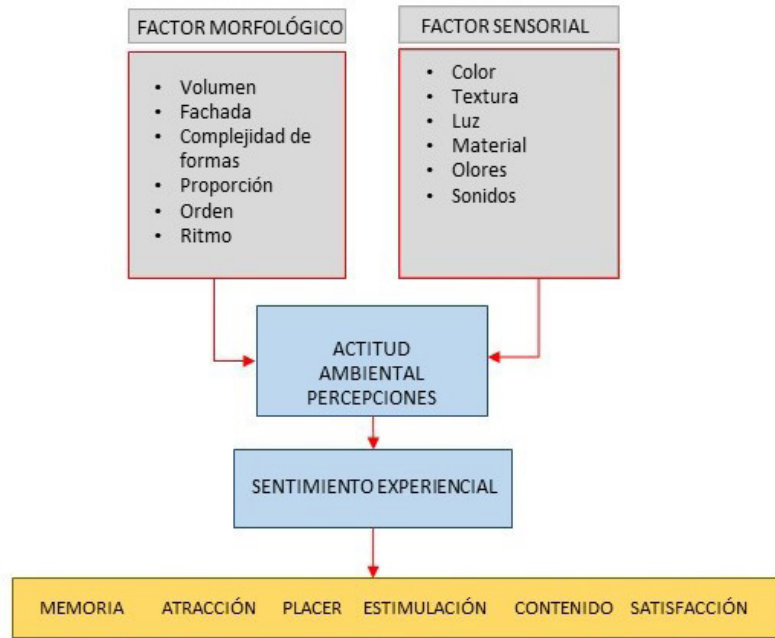 FACTOR MORFOLÓGICO
• Volumen
• Fachada
• Complejidad de
formas
• Proporción
• Orden
• Ritmo
FACTOR SENSORIAL
• Color
• Textura
• Luz
• Material
• Olores
• Sonidos
ACTITUD
AMBIENTAL
PERCEPCIONES
SENTIMIENTO EXPERIENCIAL
MEMORIA ATRACCIÓN PLACER ESTIMULACIÓN CONTENIDO SATISFACCIÓN